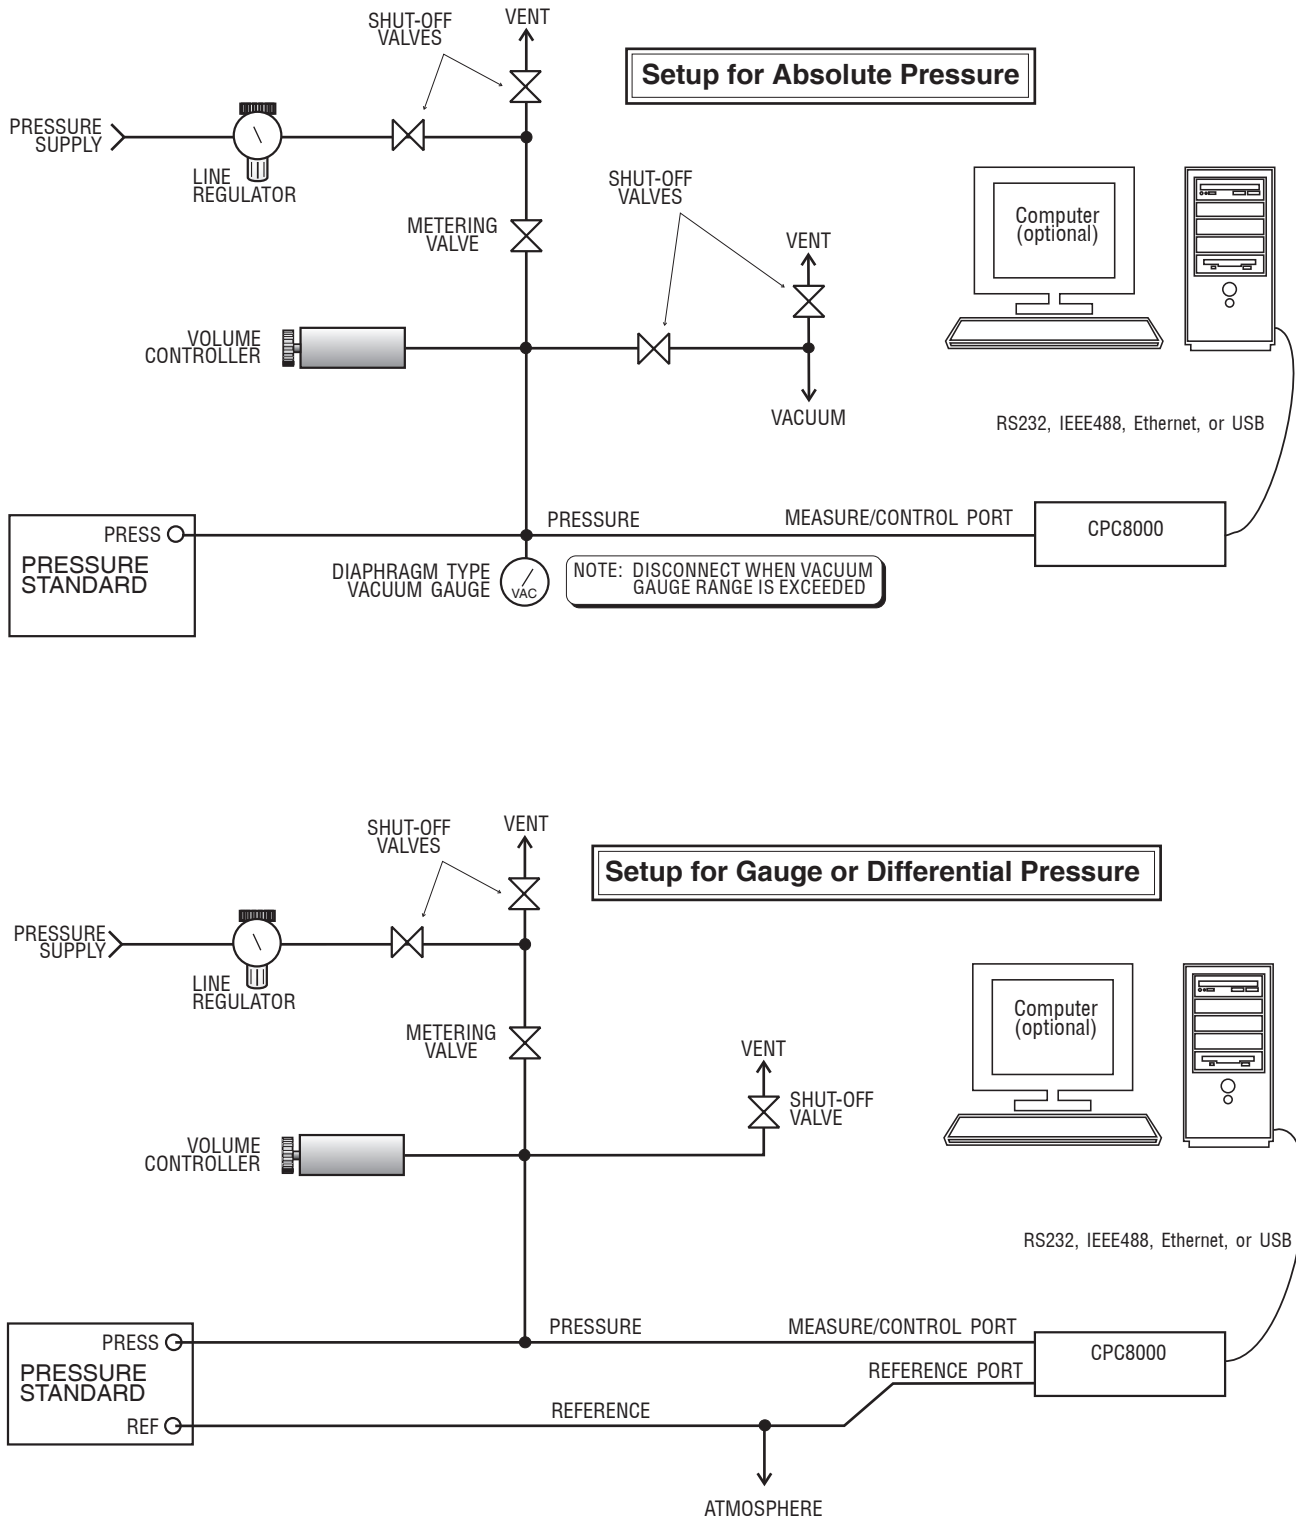 SHUT-OFF
VALVES
VENT
Setup for Absolute Pressure
PRESSURE
SUPPLY
LINE
REGULATOR
METERING
VALVE
SHUT-OFF
VALVES
VENT
Computer
(optional)
VOLUME
CONTROLLER
VACUUM
RS232, IEEE488, Ethernet, or USB
PRESS
PRESSURE
STANDARD
PRESSURE
MEASURE/CONTROL PORT
CPC8000
DIAPHRAGM TYPE
VACUUM GAUGE
VAC
NOTE: DISCONNECT WHEN VACUUM
GAUGE RANGE IS EXCEEDED
SHUT-OFF
VALVES
VENT
Setup for Gauge or Differential Pressure
PRESSURE
SUPPLY
LINE
REGULATOR
METERING
VALVE
VENT
SHUT-OFF
VALVE
Computer
(optional)
VOLUME
CONTROLLER
RS232, IEEE488, Ethernet, or USB
PRESS
PRESSURE
STANDARD
REF
PRESSURE
MEASURE/CONTROL PORT
CPC8000
REFERENCE PORT
REFERENCE
ATMOSPHERE